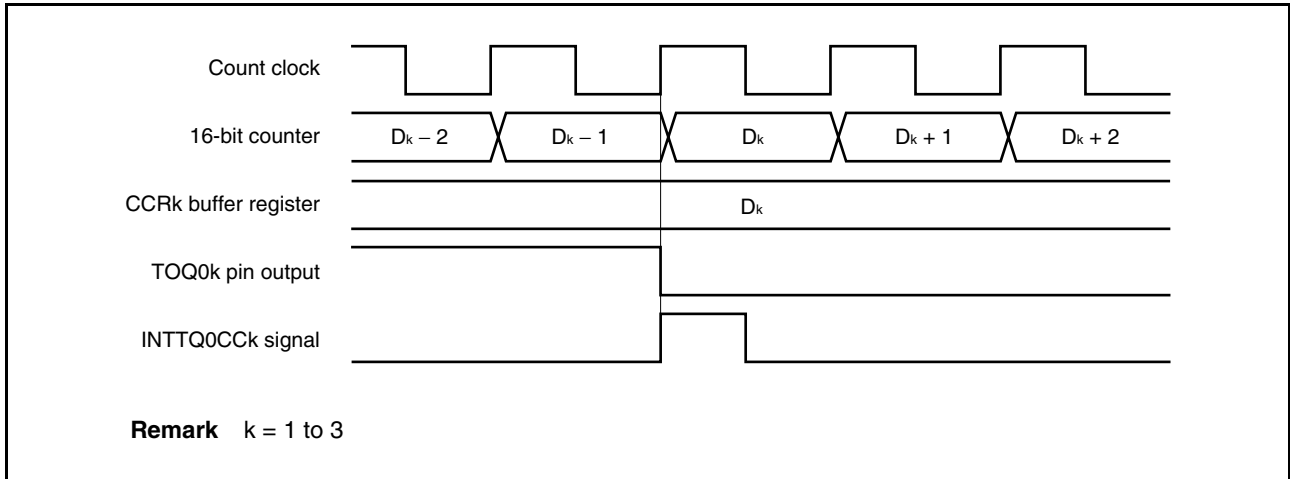 Count clock
16-bit counter Dk − 2 Dk − 1 Dk Dk + 1 Dk + 2
CCRk buffer register Dk
TOQ0k pin output
INTTQ0CCk signal
Remark k = 1 to 3